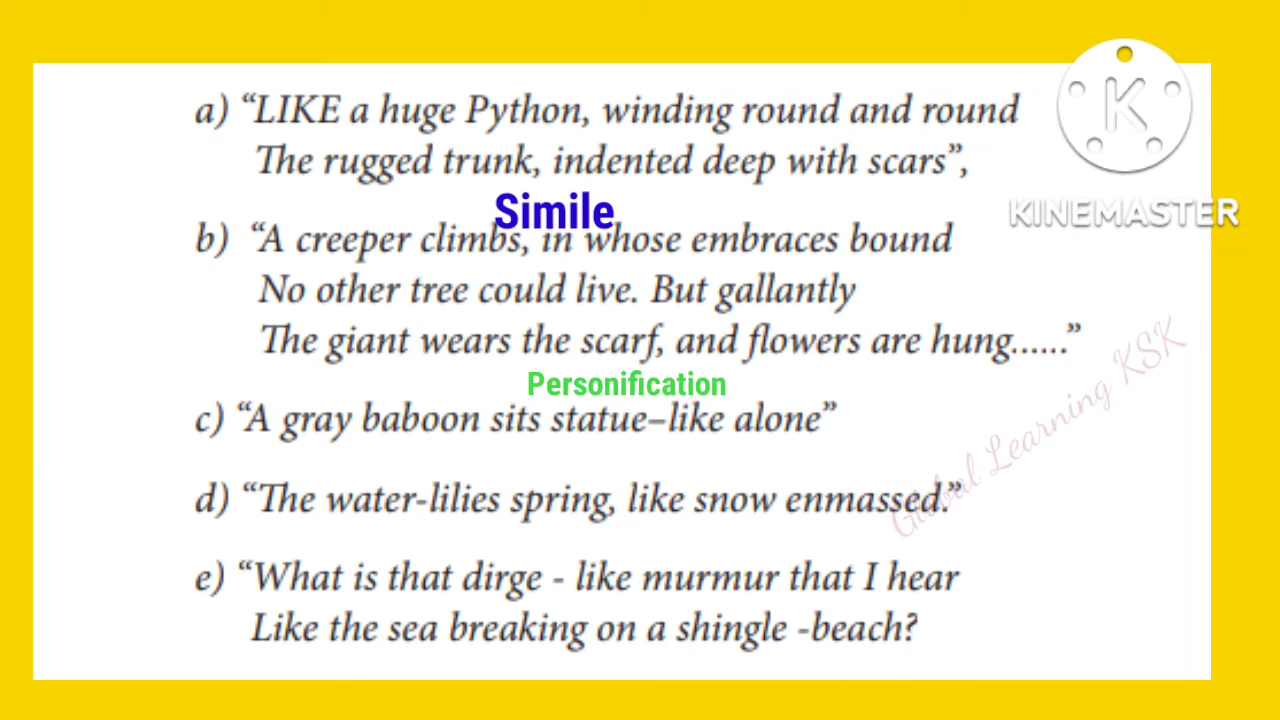 a) “LIKE a huge Python, winding round and round
The rugged trunk, indented deep with scars”,
Simile
b) “A creeper climbs, in whose embraces bound
No other tree could live. But gallantly
The giant wears the scarf, and flowers are hung......”
Personification
c) “A gray baboon sits statue–like alone”
d) “The water-lilies spring, like snow enmassed.”
e) “What is that dirge - like murmur that I hear
Like the sea breaking on a shingle -beach?
K
KINEMASTER
Global Learning KSK